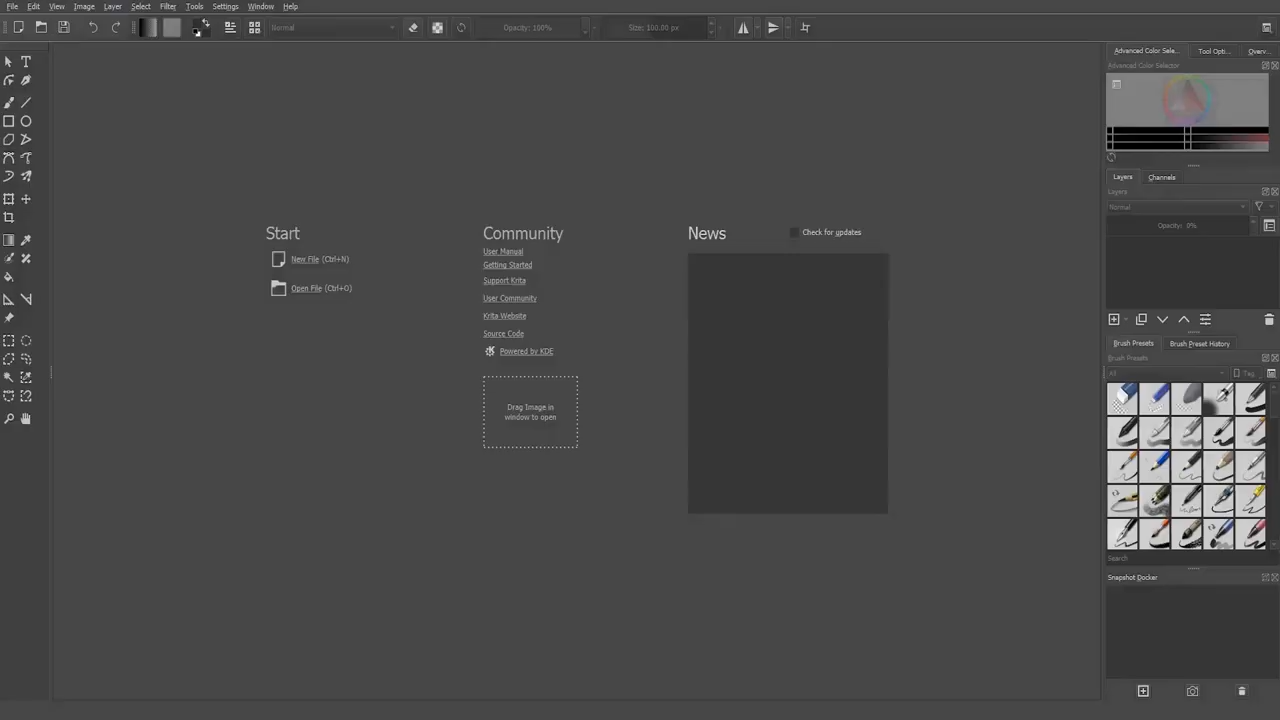 File Edit View Image Layer Select Filter Tools Settings Window Help
Normal Opacity: 100% Size: 100.00 px
Advanced Color Sele... Tool Opti... Overv...
Advanced Color Selector
Layers Channels
Layers
Normal
Opacity: 0%
Start
New File (Ctrl+N)
Open File (Ctrl+O)
Community
User Manual
Getting Started
Support Krita
User Community
Krita Website
Source Code
Powered by KDE
Drag Image in
window to open
News Check for updates
Brush Presets Brush Preset History
Brush Presets
All Tag
Search
Snapshot Docker